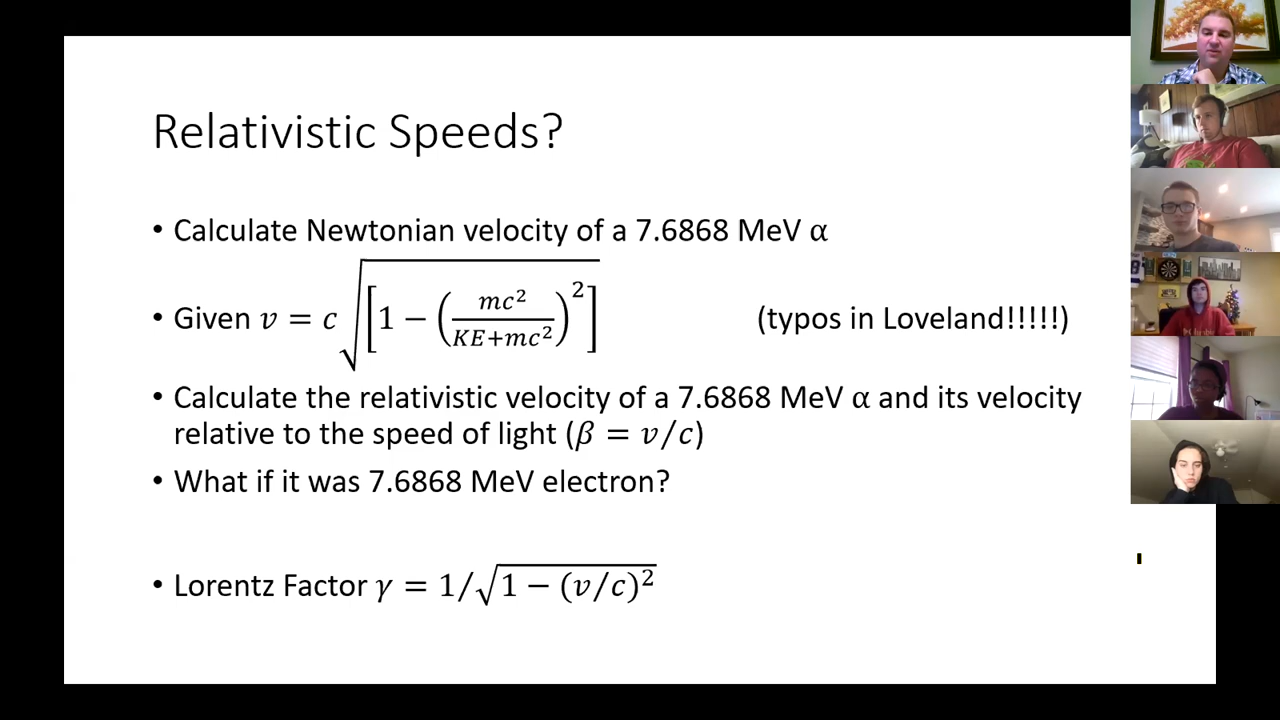 Relativistic Speeds?
• Calculate Newtonian velocity of a 7.6868 MeV α
• Given v = c√[1 − (mc²/(KE+mc²))²] (typos in Loveland!!!!!)
• Calculate the relativistic velocity of a 7.6868 MeV α and its velocity
relative to the speed of light (β = v/c)
• What if it was 7.6868 MeV electron?
• Lorentz Factor γ = 1/√1 − (v/c)²